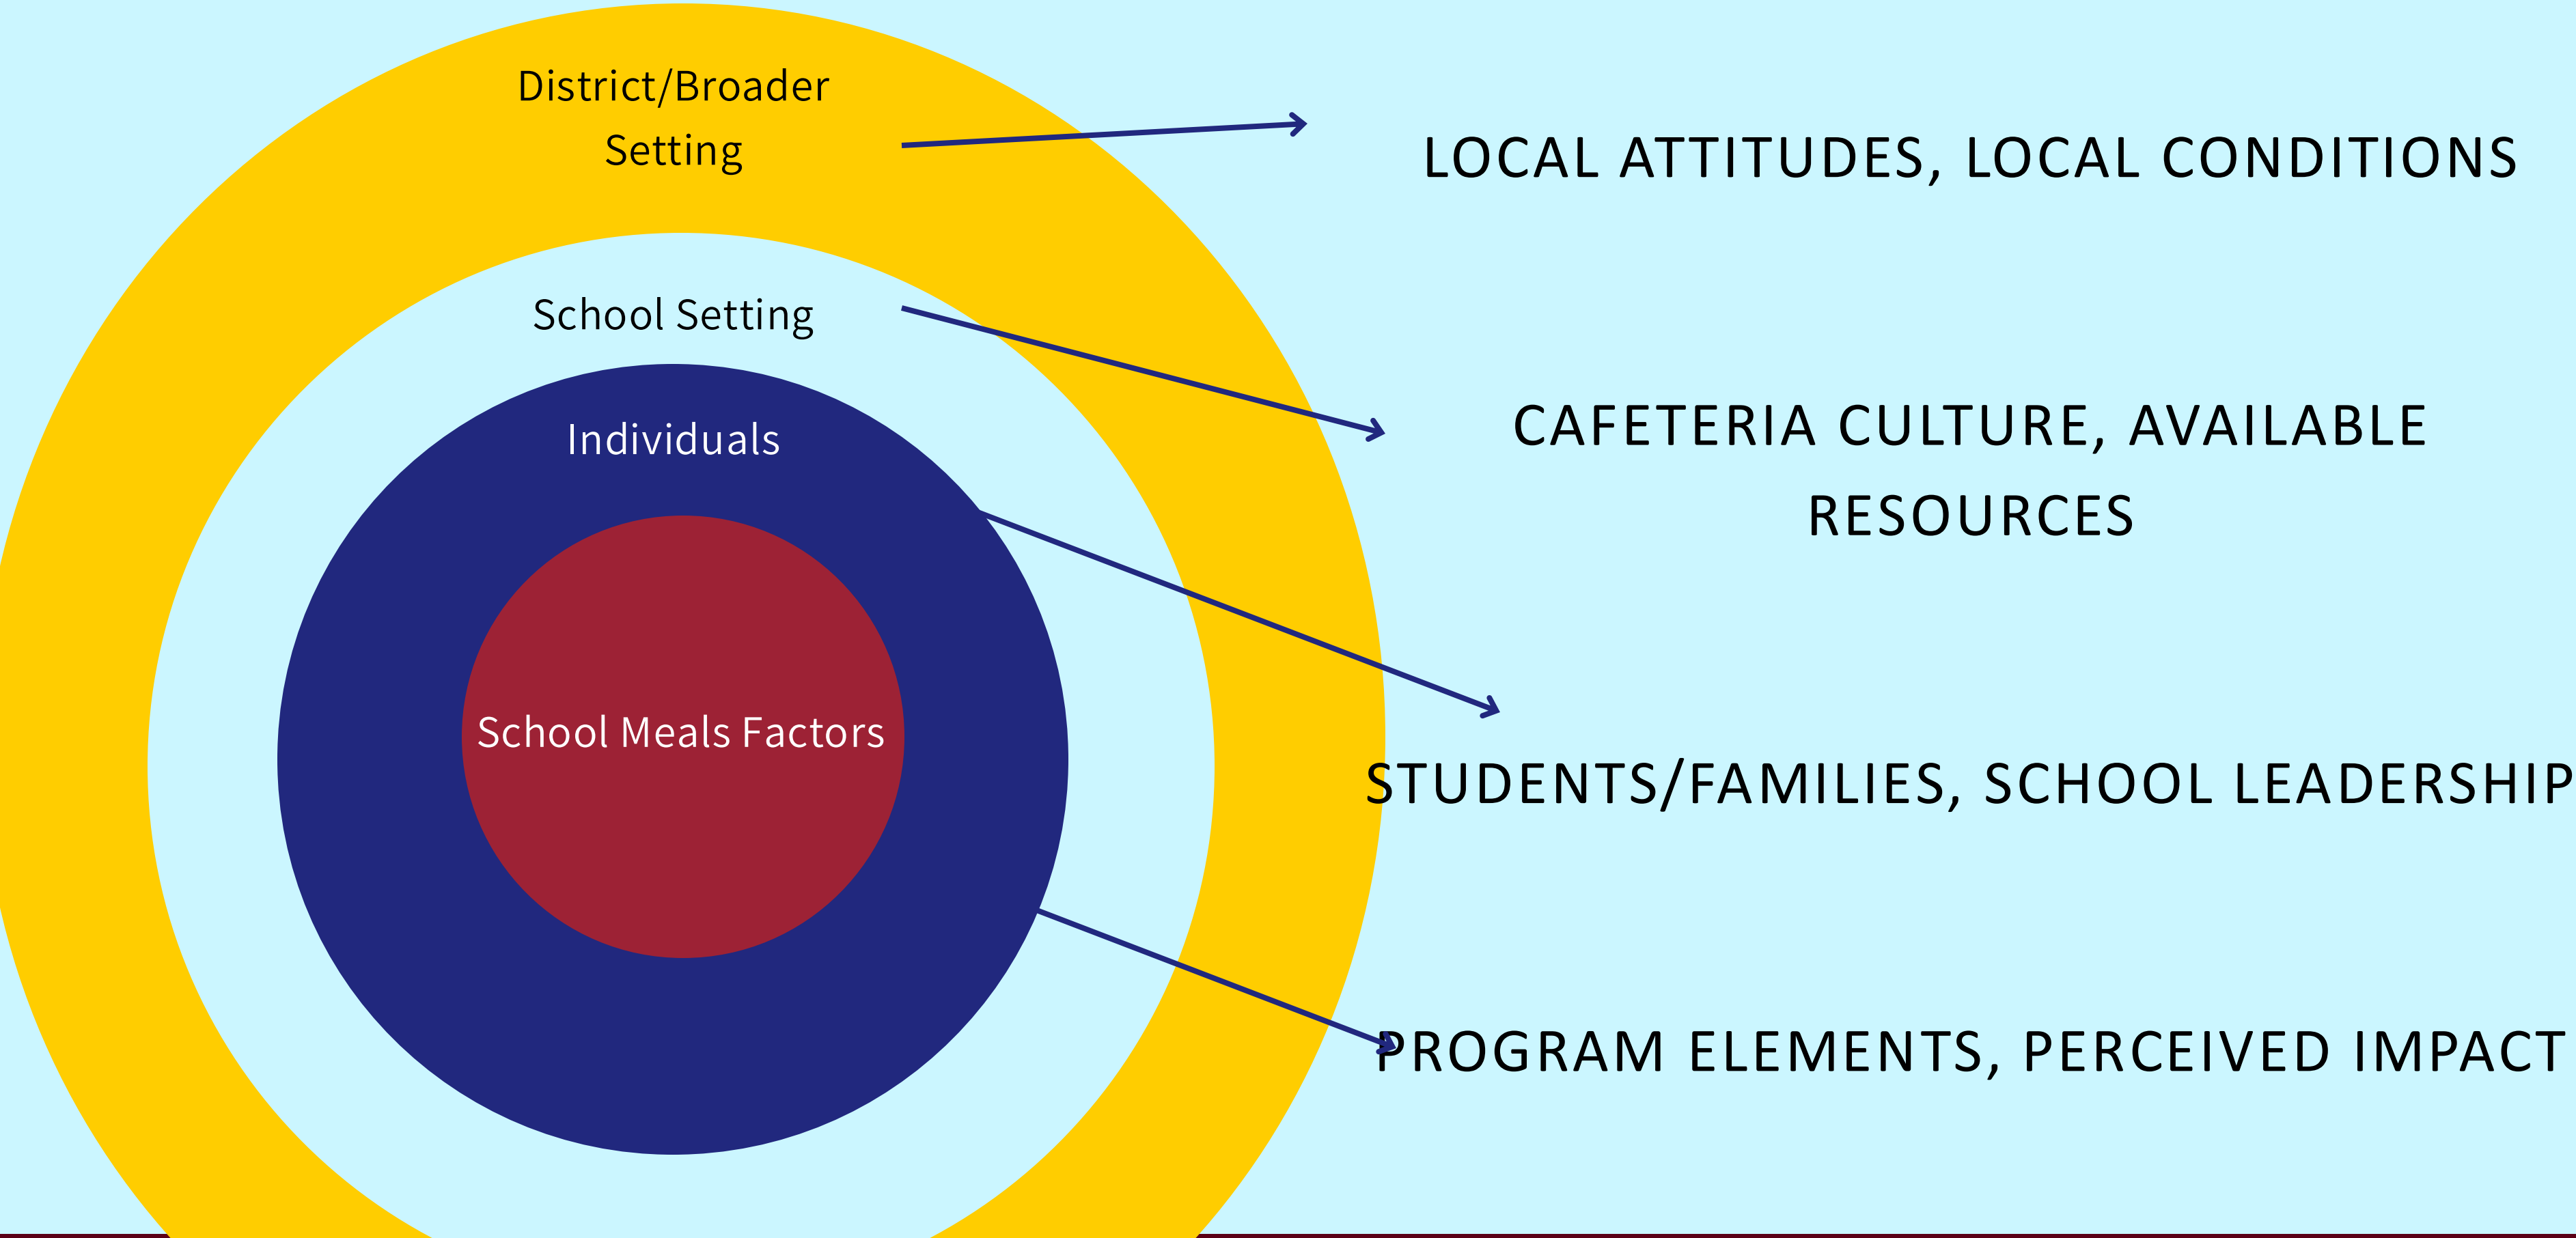 District/Broader
Setting
LOCAL ATTITUDES, LOCAL CONDITIONS
School Setting
CAFETERIA CULTURE, AVAILABLE
RESOURCES
Individuals
STUDENTS/FAMILIES, SCHOOL LEADERSHIP
School Meals Factors
PROGRAM ELEMENTS, PERCEIVED IMPACT